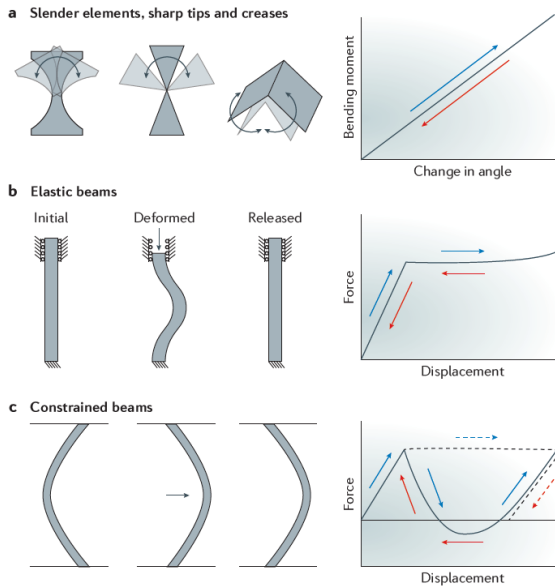 a Slender elements, sharp tips and creases
Bending moment
Change in angle
b Elastic beams
Initial
Deformed
Released
Force
Displacement
c Constrained beams
Force
Displacement